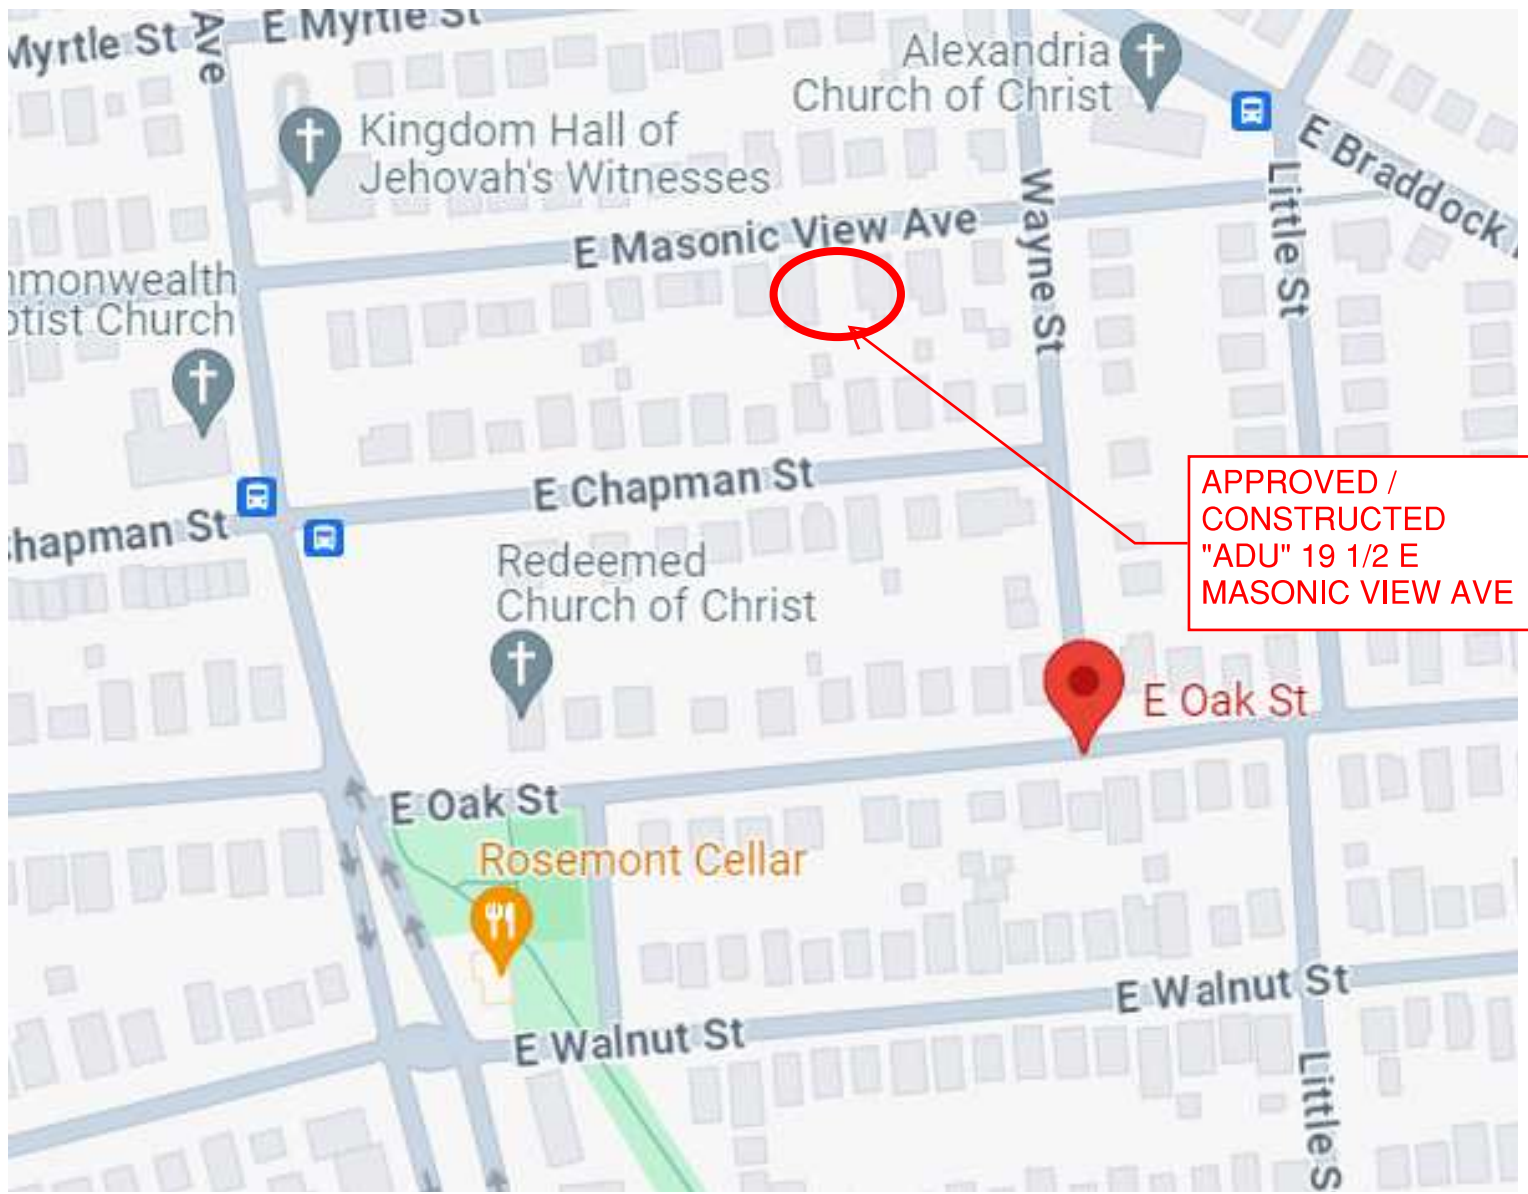 Myrtle St
Ave
E Myrtle St
Alexandria
Church of Christ
Kingdom Hall of
Jehovah's Witnesses
E Braddock
Little St
Wayne St
E Masonic View Ave
mmonwealth
ptist Church
E Chapman St
hapman St
APPROVED /
CONSTRUCTED
"ADU" 19 1/2 E
MASONIC VIEW AVE
Redeemed
Church of Christ
E Oak St
E Oak St
Rosemont Cellar
E Walnut St
E Walnut St
Little S